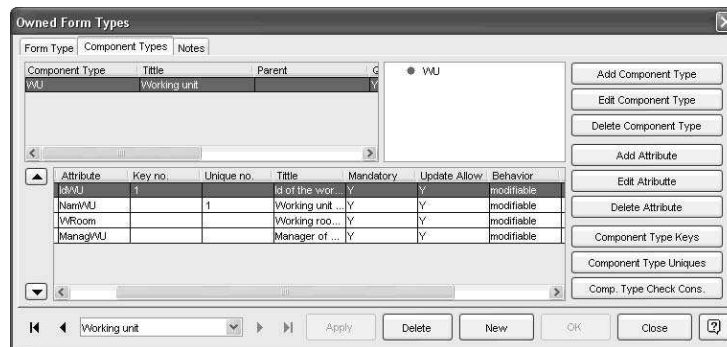 Owned Form Types
Form Type Component Types Notes
Component Type Tittle Parent
WU Working unit Y
WU
Add Component Type
Edit Component Type
Delete Component Type
Add Attribute
Edit Atributte
Delete Attribute
Component Type Keys
Component Type Uniques
Comp. Type Check Cons.
Attribute Key no. Unique no. Tittle Mandatory Update Allow Behavior
IdWU 1 Id of the wor... Y Y modifiable
NamWU 1 Working unit ... Y Y modifiable
WRoom Working roo... Y Y modifiable
ManagWU Manager of ... Y Y modifiable
Working unit Apply Delete New OK Close